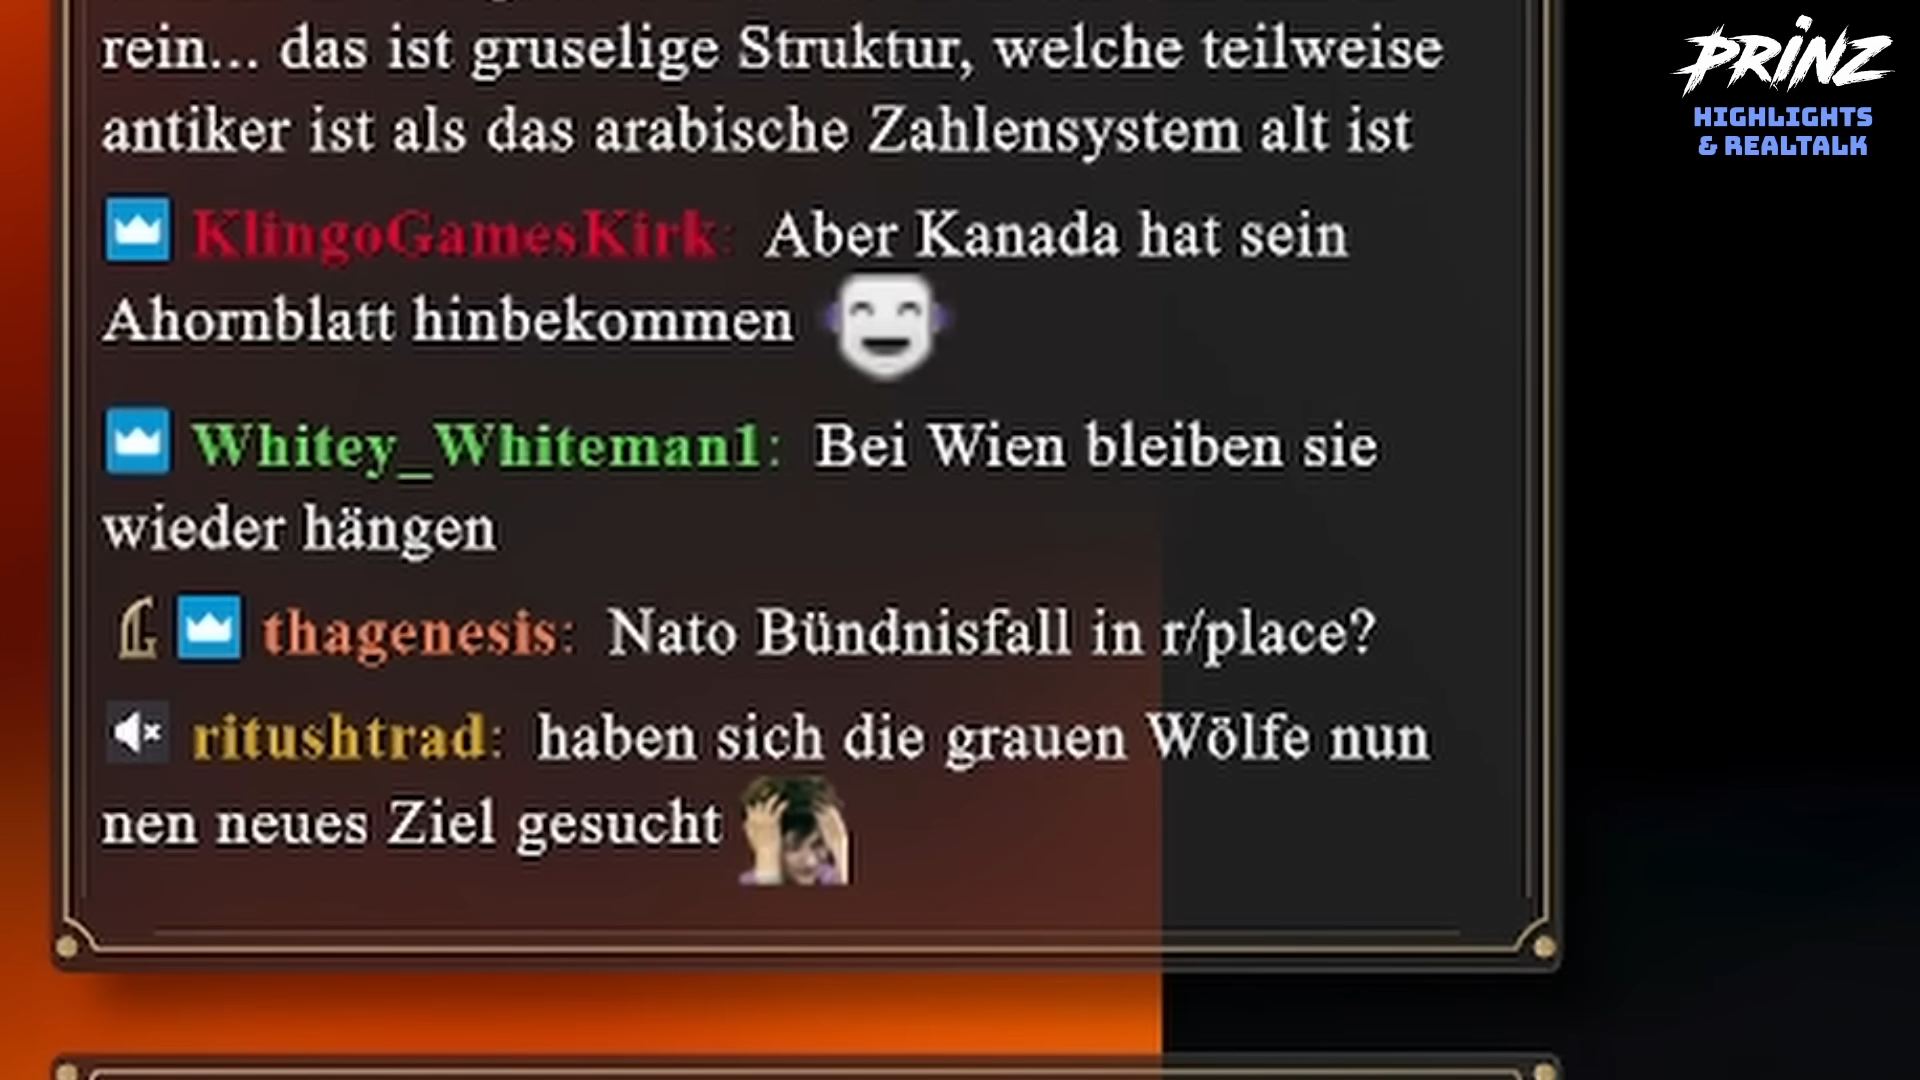 rein... das ist gruselige Struktur, welche teilweise
antiker ist als das arabische Zahlensystem alt ist
KlingoGamesKirk: Aber Kanada hat sein
Ahornblatt hinbekommen
Whitey_Whiteman1: Bei Wien bleiben sie
wieder hängen
thagenesis: Nato Bündnisfall in r/place?
ritushtrad: haben sich die grauen Wölfe nun
nen neues Ziel gesucht
PRINZ
HIGHLIGHTS
& REALTALK